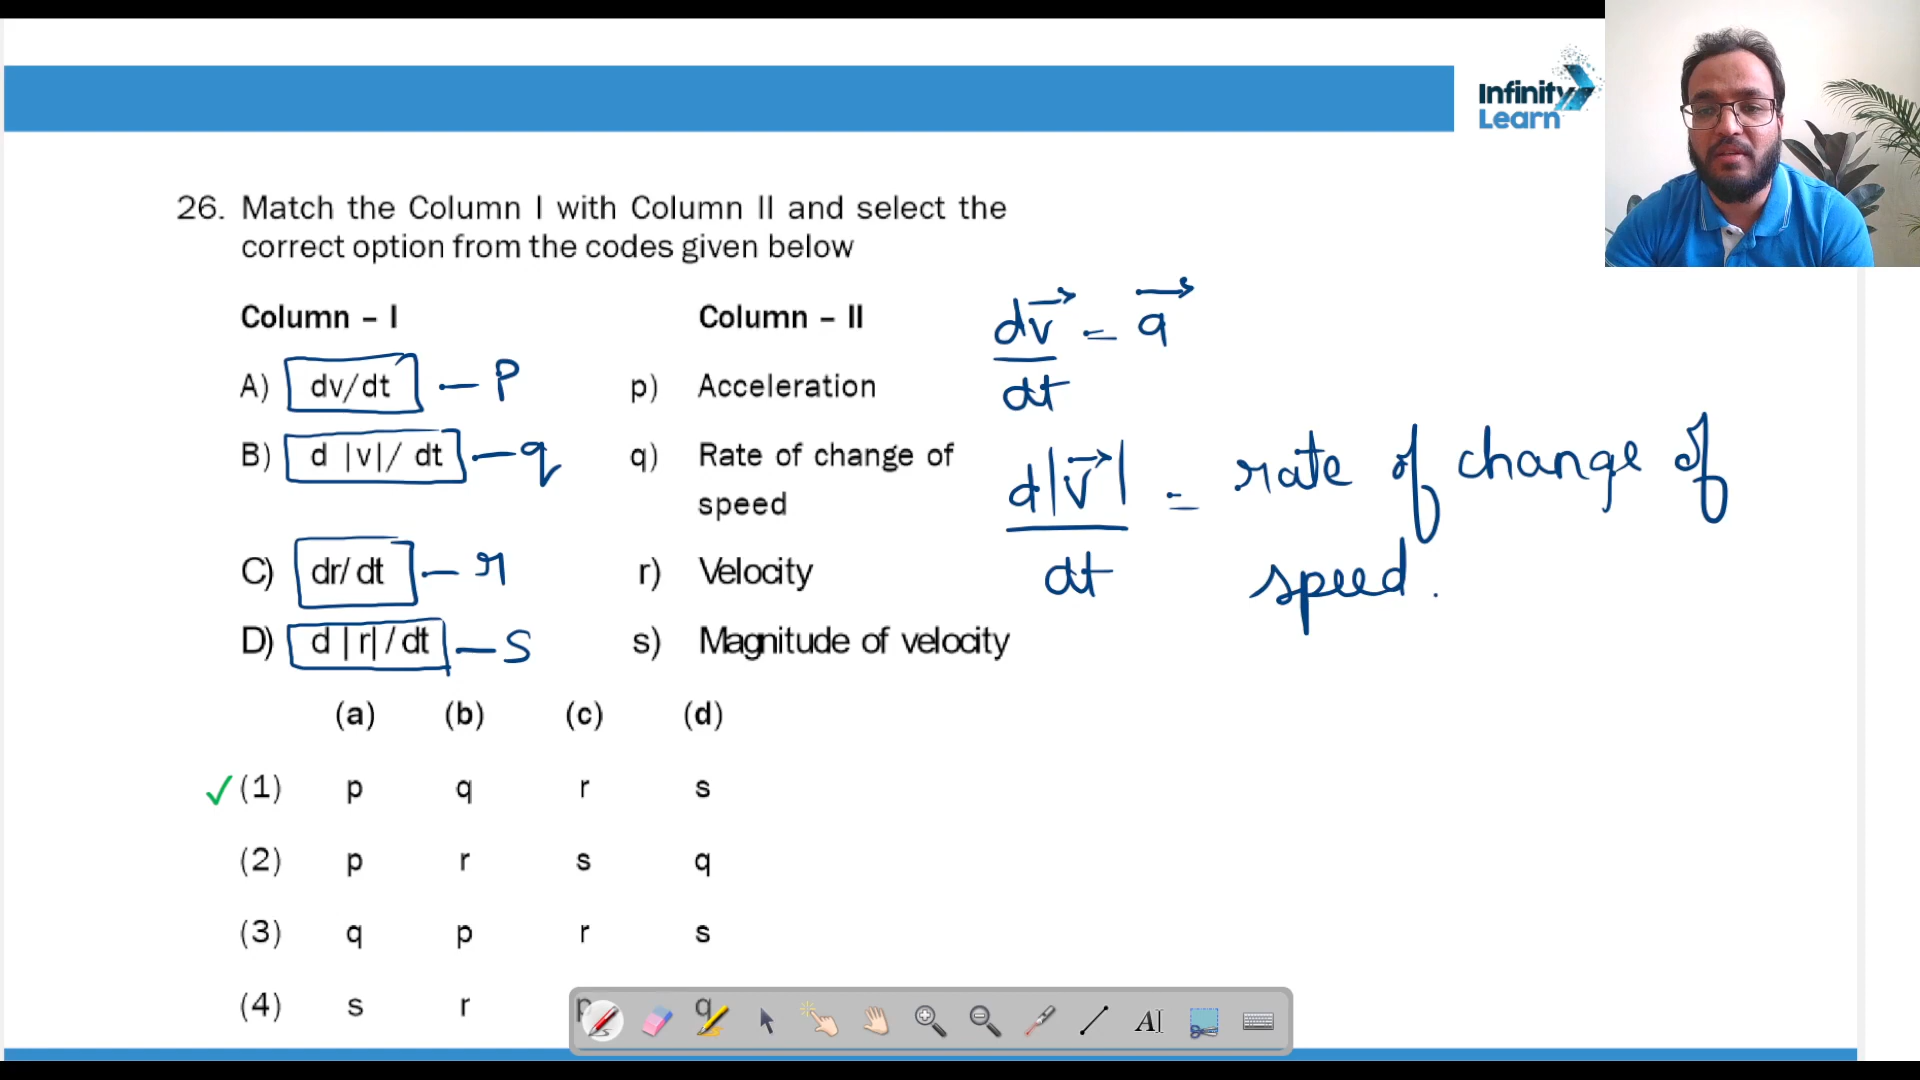 Infinity
Learn
26. Match the Column I with Column II and select the
correct option from the codes given below
Column – I Column – II
A) dv/dt – p p) Acceleration
B) d |v|/ dt – q q) Rate of change of
speed
C) dr/ dt – r r) Velocity
D) d | r| / dt – S s) Magnitude of velocity
dv/dt = a
d|v|/dt = rate of change of
speed.
(a) (b) (c) (d)
✓(1) p q r s
(2) p r s q
(3) q p r s
(4) s r p q
AI